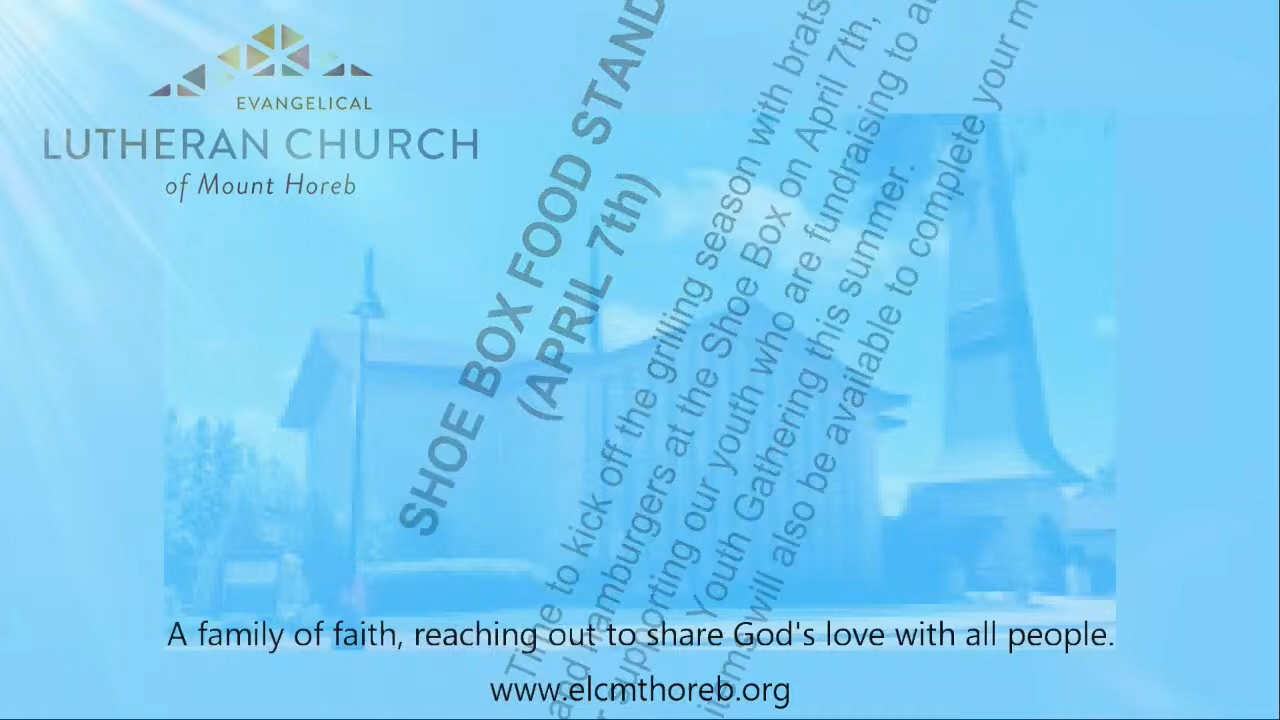 EVANGELICAL
LUTHERAN CHURCH
of Mount Horeb
SHOE BOX FOOD STAND
(APRIL 7th)
Time to kick off the grilling season with brats
and hamburgers at the Shoe Box on April 7th,
supporting our youth who are fundraising to
Youth Gathering this summer.
items will also be available to complete your
A family of faith, reaching out to share God's love with all people.
www.elcmthoreb.org